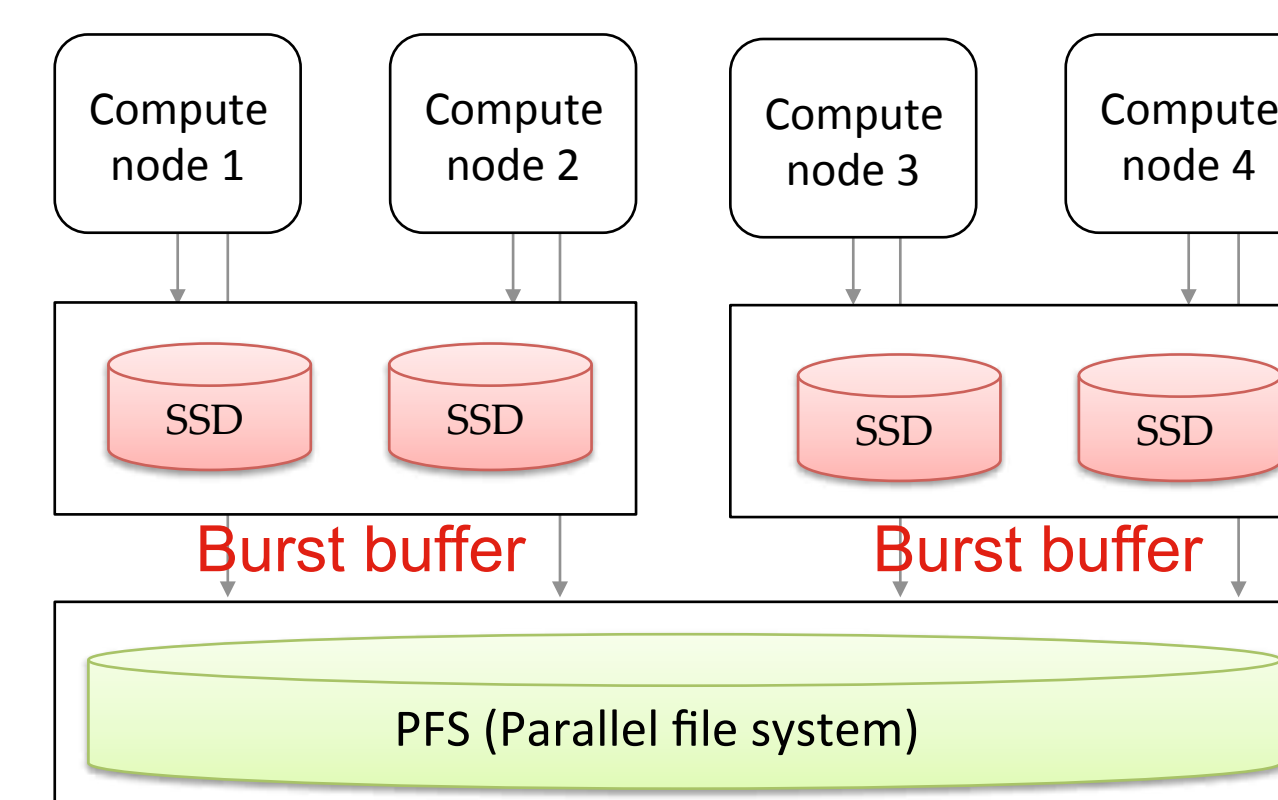 Compute
node 1
Compute
node 2
Compute
node 3
Compute
node 4
SSD
SSD
SSD
SSD
Burst buffer
Burst buffer
PFS (Parallel file system)